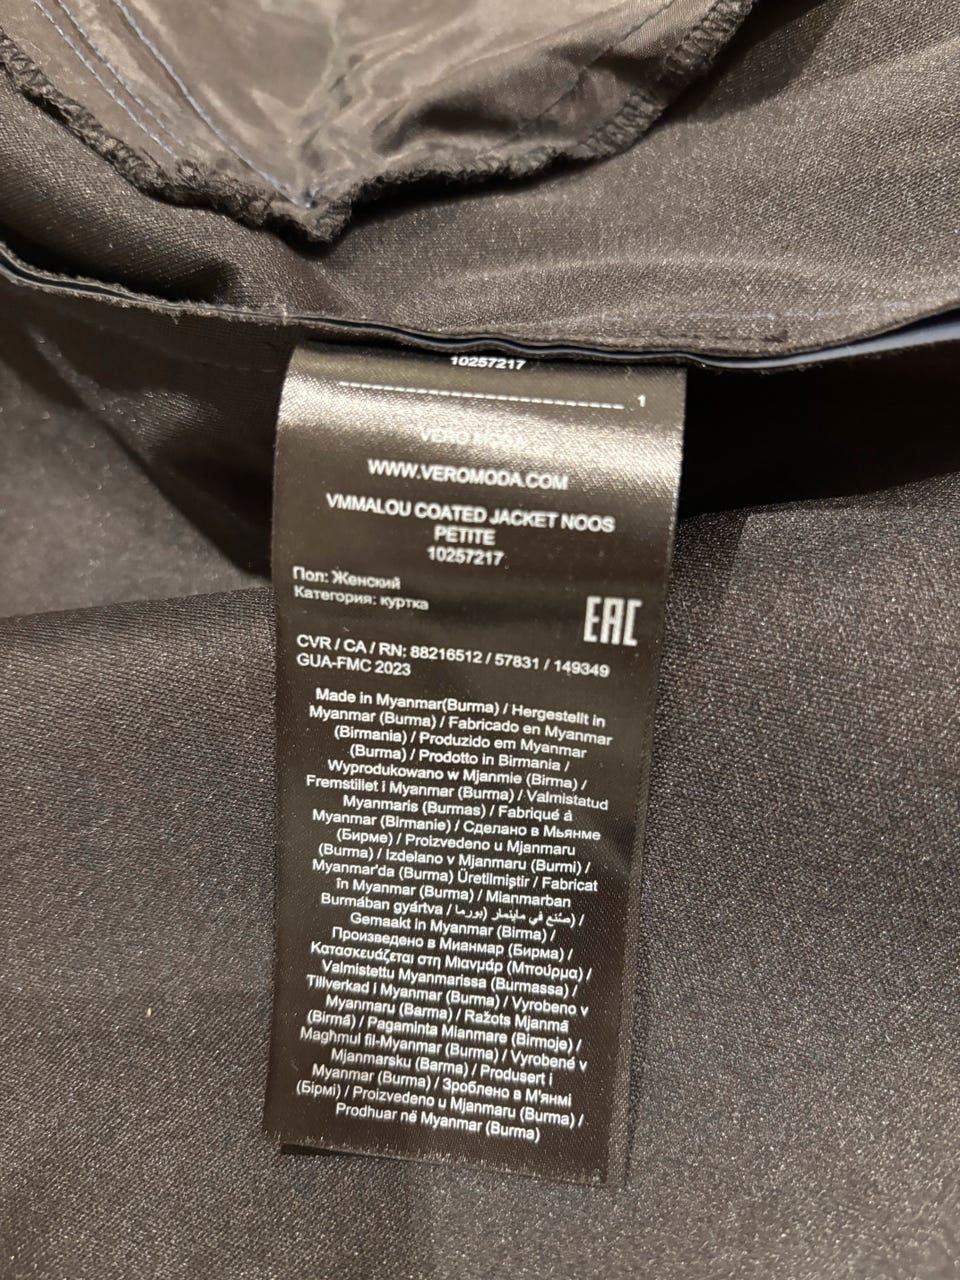 10257217
1
VERO MODA
WWW.VEROMODA.COM
VMMALOU COATED JACKET NOOS
PETITE
10257217
Пол: Женский
Категория: куртка
EAC
CVR / CA / RN: 88216512 / 57831 / 149349
GUA-FMC 2023
Made in Myanmar(Burma) / Hergestellt in
Myanmar (Burma) / Fabricado en Myanmar
(Birmania) / Produzido em Myanmar
(Burma) / Prodotto in Birmania /
Wyprodukowano w Mjanmie (Birma) /
Fremstillet i Myanmar (Burma) / Valmistatud
Myanmaris (Burmas) / Fabriqué á
Myanmar (Birmanie) / Сделано в Мьянме
(Бирме) / Proizvedeno u Mjanmaru
(Burma) / Izdelano v Mjanmaru (Burmi) /
Myanmar'da (Burma) Üretilmiştir / Fabricat
în Myanmar (Burma) / Mianmarban
Burmában gyártva / صنع في ماينمار (بورما) /
Gemaakt in Myanmar (Birma) /
Произведено в Мианмар (Бирма) /
Κατασκευάζεται στη Μιανμάρ (Μπούρμα) /
Valmistettu Myanmarissa (Burmassa) /
Tillverkad i Myanmar (Burma) / Vyrobeno v
Myanmaru (Barma) / Ražots Mjanmā
(Birmā) / Pagaminta Mianmare (Birmoje) /
Magħmul fil-Myanmar (Burma) / Vyrobené v
Mjanmarsku (Barma) / Produsert i
Myanmar (Burma) / Зроблено в М'янмі
(Бірмі) / Proizvedeno u Mjanmaru (Burma) /
Prodhuar në Myanmar (Burma)